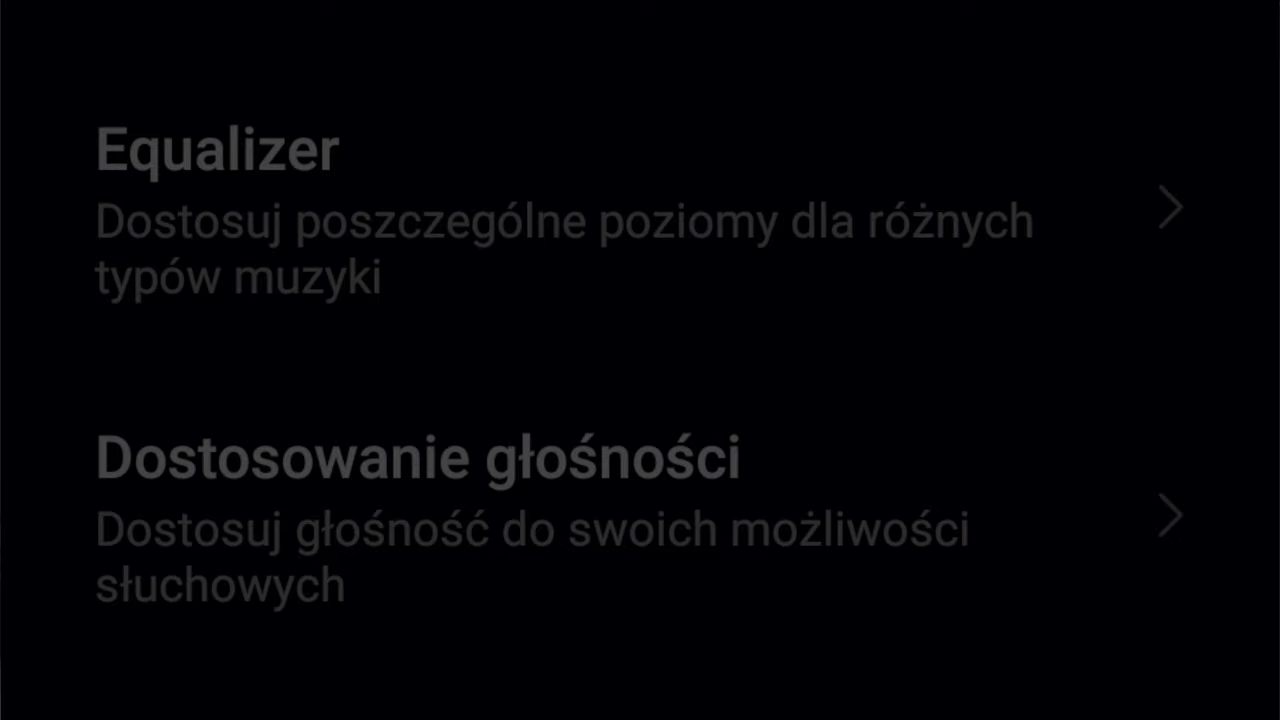 Equalizer
Dostosuj poszczególne poziomy dla różnych
typów muzyki
Dostosowanie głośności
Dostosuj głośność do swoich możliwości
słuchowych